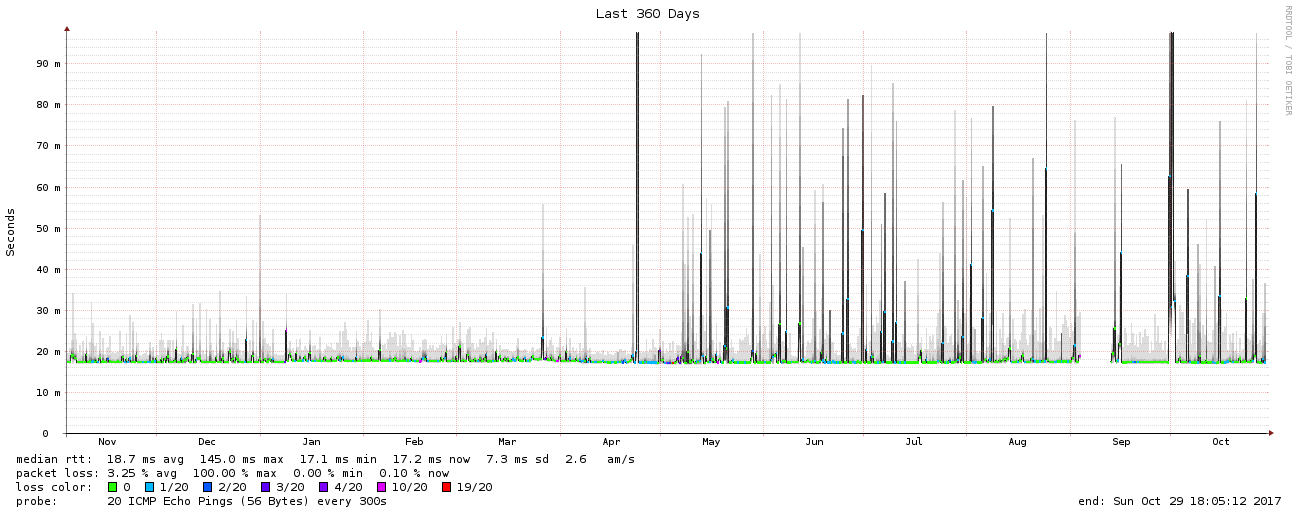 Last 360 Days
RRDTOOL / TOBI OETIKER
Seconds
90 m
80 m
70 m
60 m
50 m
40 m
30 m
20 m
10 m
0
Nov Dec Jan Feb Mar Apr May Jun Jul Aug Sep Oct
median rtt: 18.7 ms avg 145.0 ms max 17.1 ms min 17.2 ms now 7.3 ms sd 2.6 am/s
packet loss: 3.25 % avg 100.00 % max 0.00 % min 0.10 % now
loss color: 0 1/20 2/20 3/20 4/20 10/20 19/20
probe: 20 ICMP Echo Pings (56 Bytes) every 300s end: Sun Oct 29 18:05:12 2017